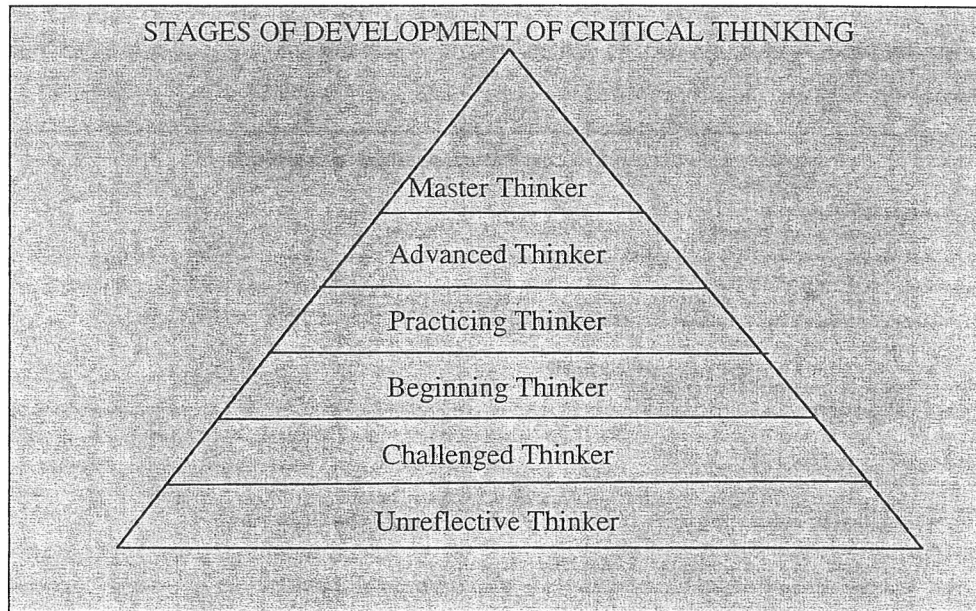 STAGES OF DEVELOPMENT OF CRITICAL THINKING
Master Thinker
Advanced Thinker
Practicing Thinker
Beginning Thinker
Challenged Thinker
Unreflective Thinker